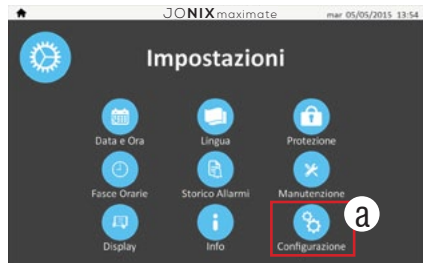 JONIXmaximate mar 05/05/2015 13:54
Impostazioni
Data e Ora Lingua Protezione
Fasce Orarie Storico Allarmi Manutenzione
a
Display Info Configurazione